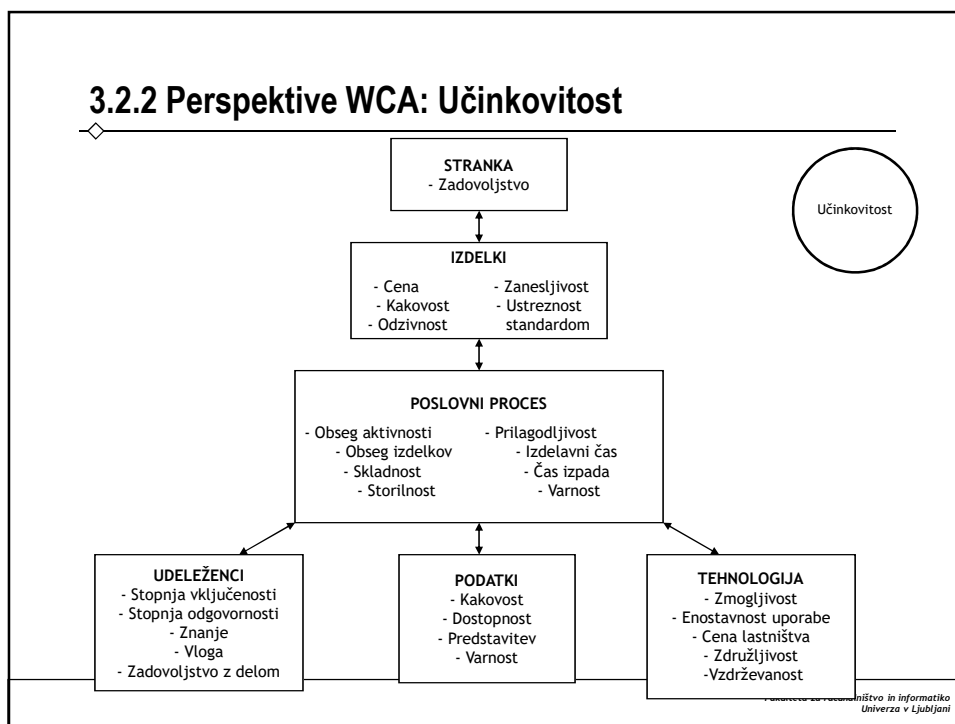 3.2.2 Perspektive WCA: Učinkovitost
STRANKA
- Zadovoljstvo
Učinkovitost
IZDELKI
- Cena
- Kakovost
- Odzivnost
- Zanesljivost
- Ustreznost
standardom
POSLOVNI PROCES
- Obseg aktivnosti
- Obseg izdelkov
- Skladnost
- Storilnost
- Prilagodljivost
- Izdelavni čas
- Čas izpada
- Varnost
UDELEŽENCI
- Stopnja vključenosti
- Stopnja odgovornosti
- Znanje
- Vloga
- Zadovoljstvo z delom
PODATKI
- Kakovost
- Dostopnost
- Predstavitev
- Varnost
TEHNOLOGIJA
- Zmogljivost
- Enostavnost uporabe
- Cena lastništva
- Združljivost
-Vzdrževanost
in informatiko
Univerza v Ljubljani